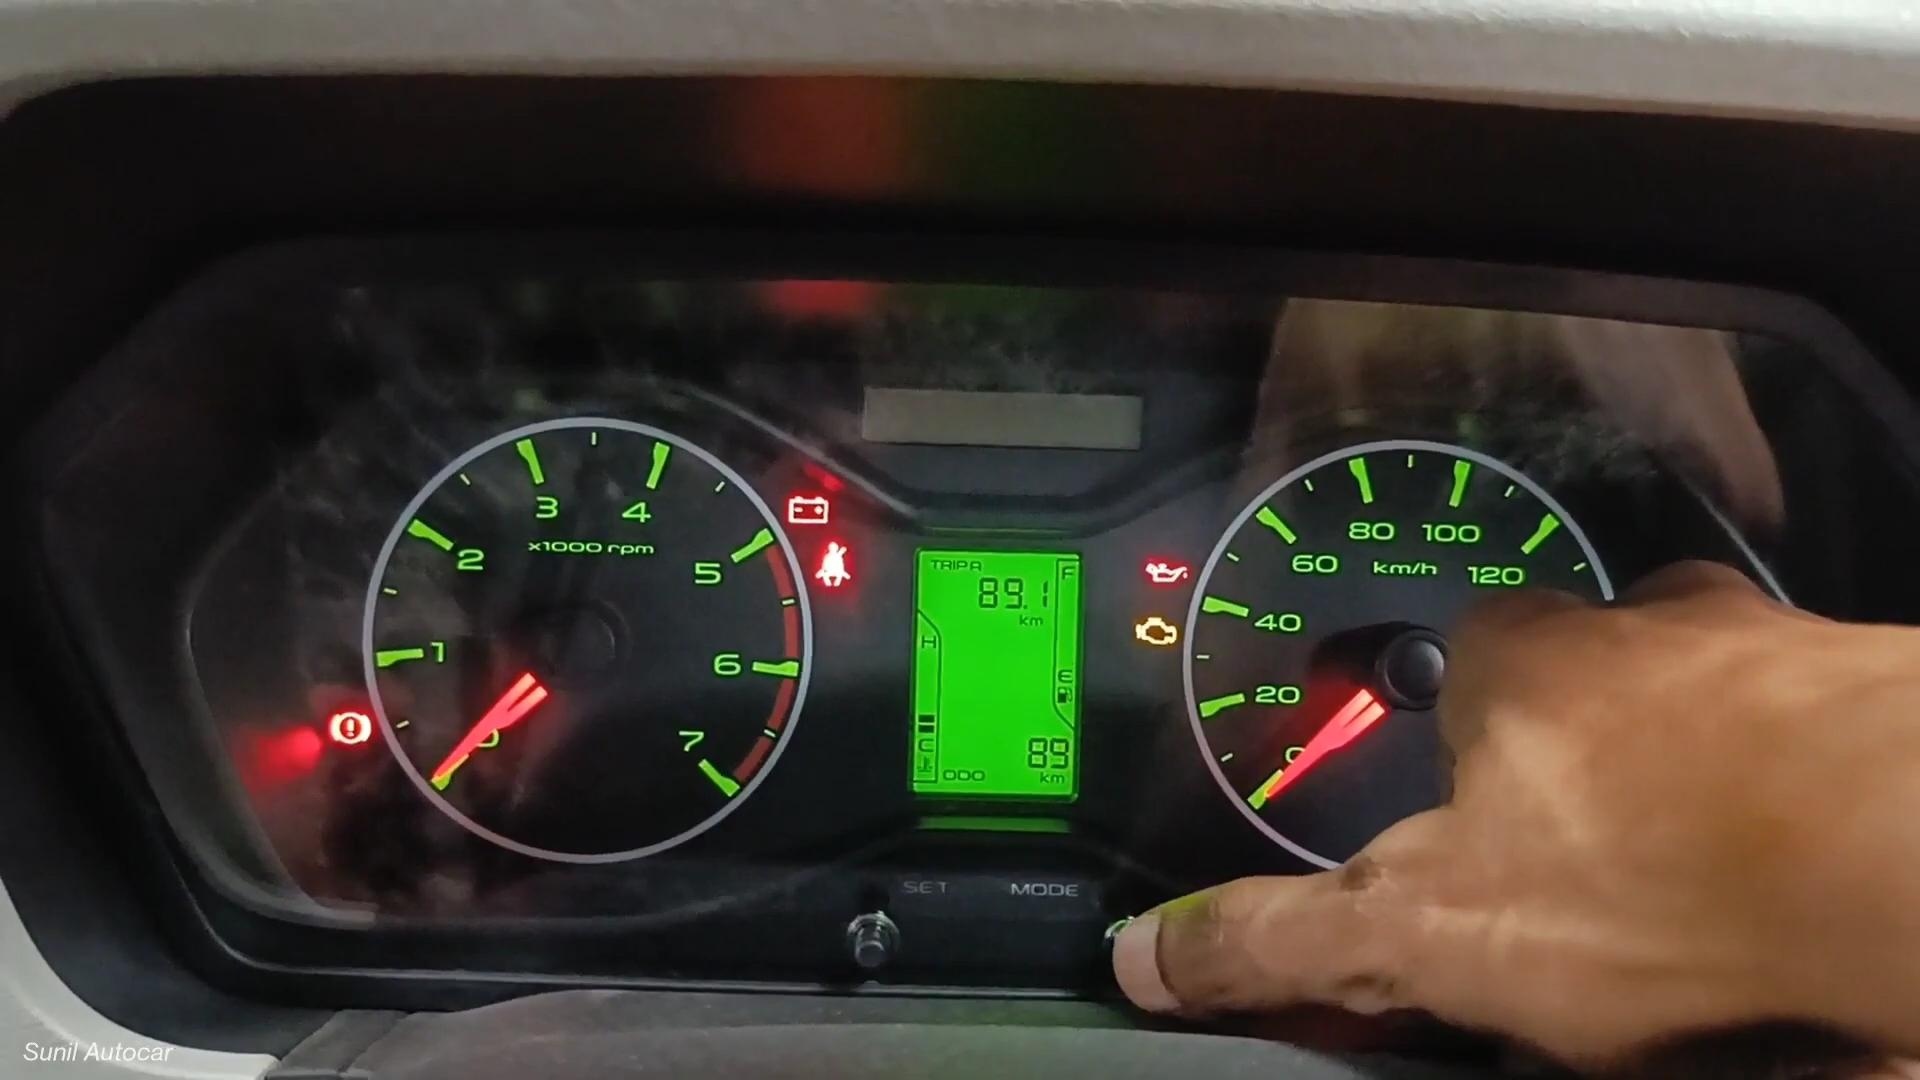 3 4
2 x1000 rpm 5
1 6
0 7
TRIP A F
89.1
km
H
E
C
89
ODO km
80 100
60 km/h 120
40
20
0
SET MODE
Sunil Autocar